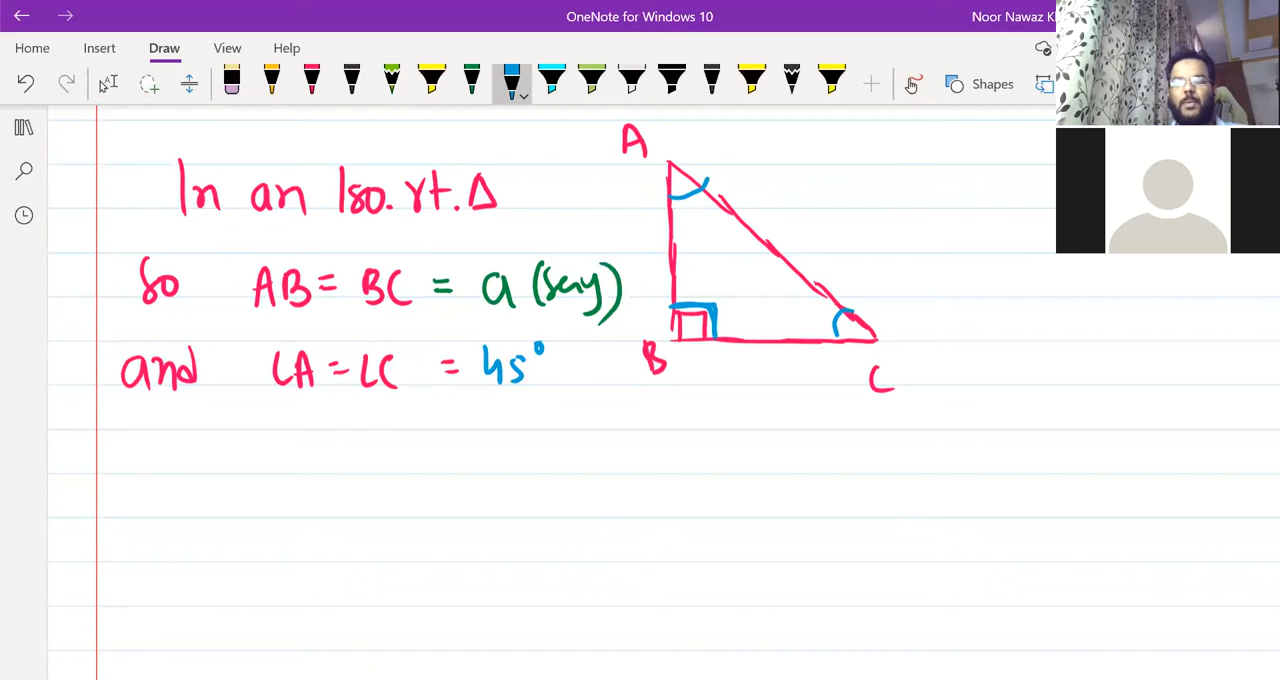 OneNote for Windows 10
Noor Nawaz K
Home Insert Draw View Help
Shapes
In an Iso. rt. Δ
So AB = BC = a (say)
and ∠A = ∠C = 45°
A
B
C